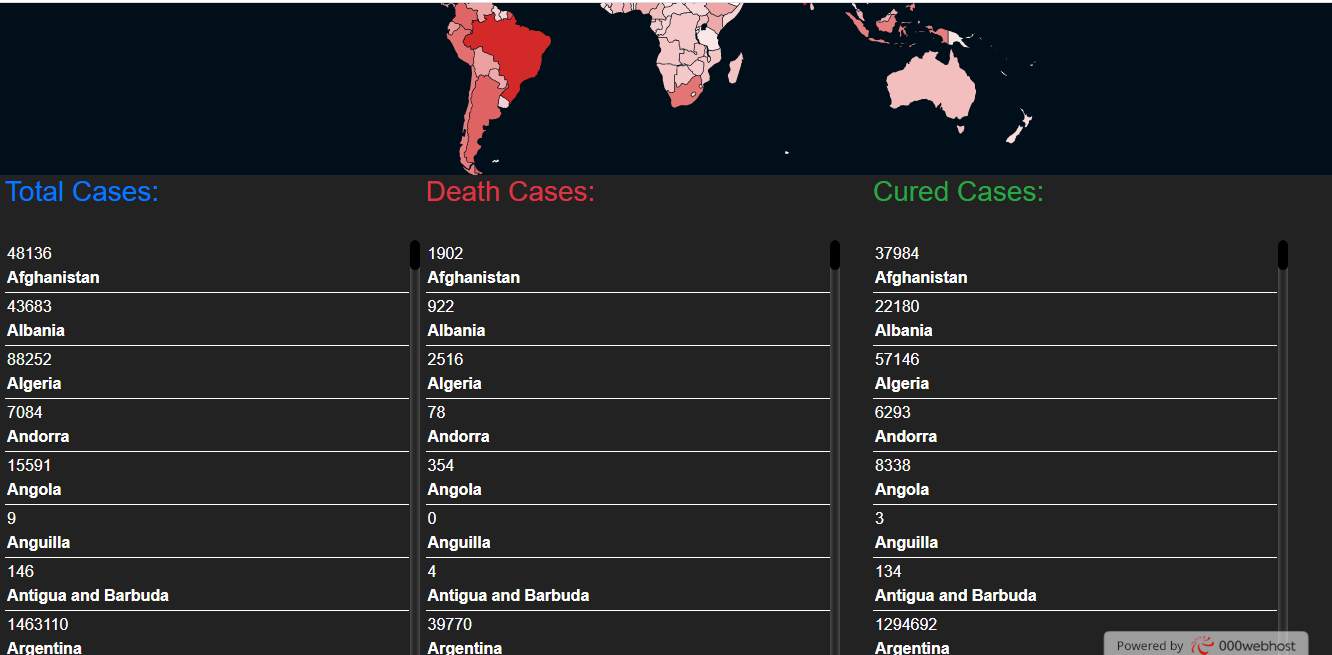 Total Cases:
48136
Afghanistan
43683
Albania
88252
Algeria
7084
Andorra
15591
Angola
9
Anguilla
146
Antigua and Barbuda
1463110
Argentina
Death Cases:
1902
Afghanistan
922
Albania
2516
Algeria
78
Andorra
354
Angola
0
Anguilla
4
Antigua and Barbuda
39770
Argentina
Cured Cases:
37984
Afghanistan
22180
Albania
57146
Algeria
6293
Andorra
8338
Angola
3
Anguilla
134
Antigua and Barbuda
1294692
Argentina
Powered by 000webhost